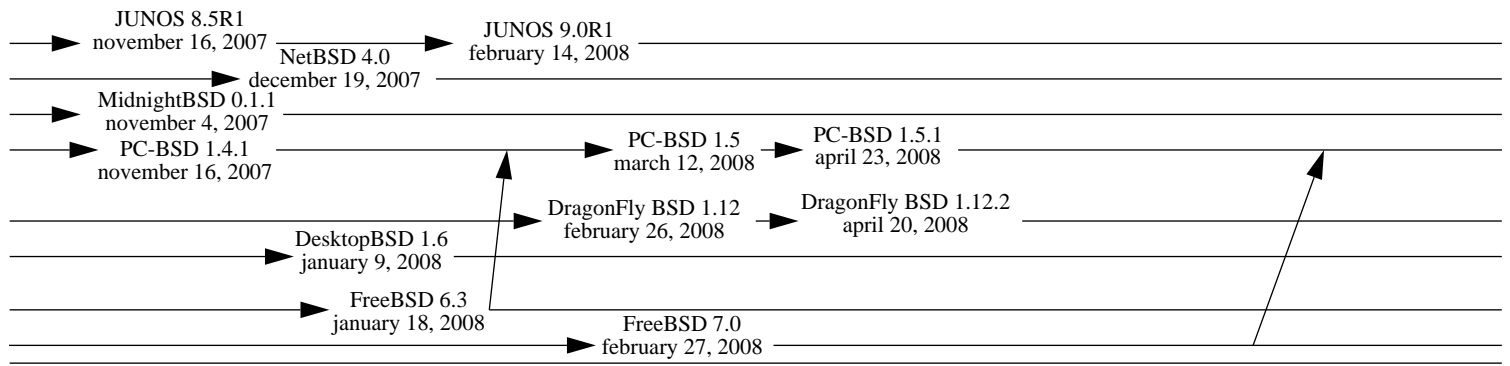 JUNOS 8.5R1
november 16, 2007
JUNOS 9.0R1
february 14, 2008
NetBSD 4.0
december 19, 2007
MidnightBSD 0.1.1
november 4, 2007
PC-BSD 1.4.1
november 16, 2007
PC-BSD 1.5
march 12, 2008
PC-BSD 1.5.1
april 23, 2008
DragonFly BSD 1.12
february 26, 2008
DragonFly BSD 1.12.2
april 20, 2008
DesktopBSD 1.6
january 9, 2008
FreeBSD 6.3
january 18, 2008
FreeBSD 7.0
february 27, 2008